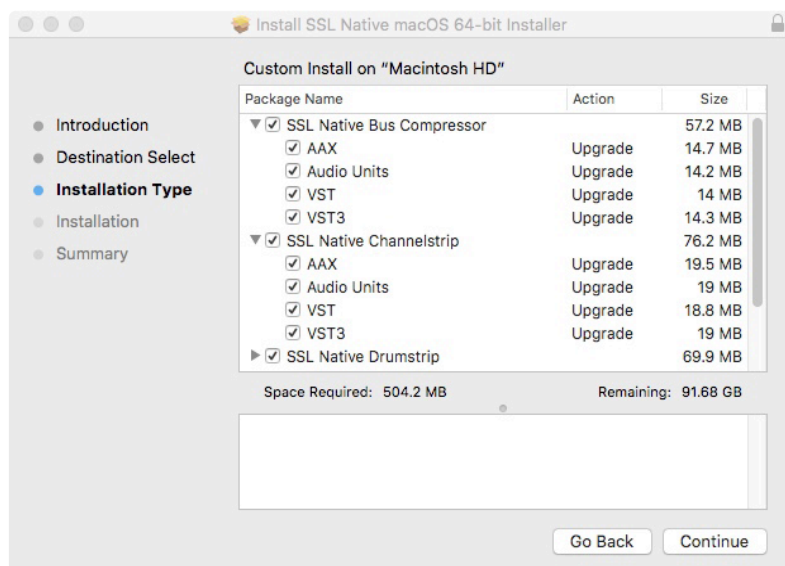 Install SSL Native macOS 64-bit Installer
Custom Install on “Macintosh HD”
Introduction
Destination Select
Installation Type
Installation
Summary
Package Name Action Size
SSL Native Bus Compressor 57.2 MB
AAX Upgrade 14.7 MB
Audio Units Upgrade 14.2 MB
VST Upgrade 14 MB
VST3 Upgrade 14.3 MB
SSL Native Channelstrip 76.2 MB
AAX Upgrade 19.5 MB
Audio Units Upgrade 19 MB
VST Upgrade 18.8 MB
VST3 Upgrade 19 MB
SSL Native Drumstrip 69.9 MB
Space Required: 504.2 MB Remaining: 91.68 GB
Go Back Continue